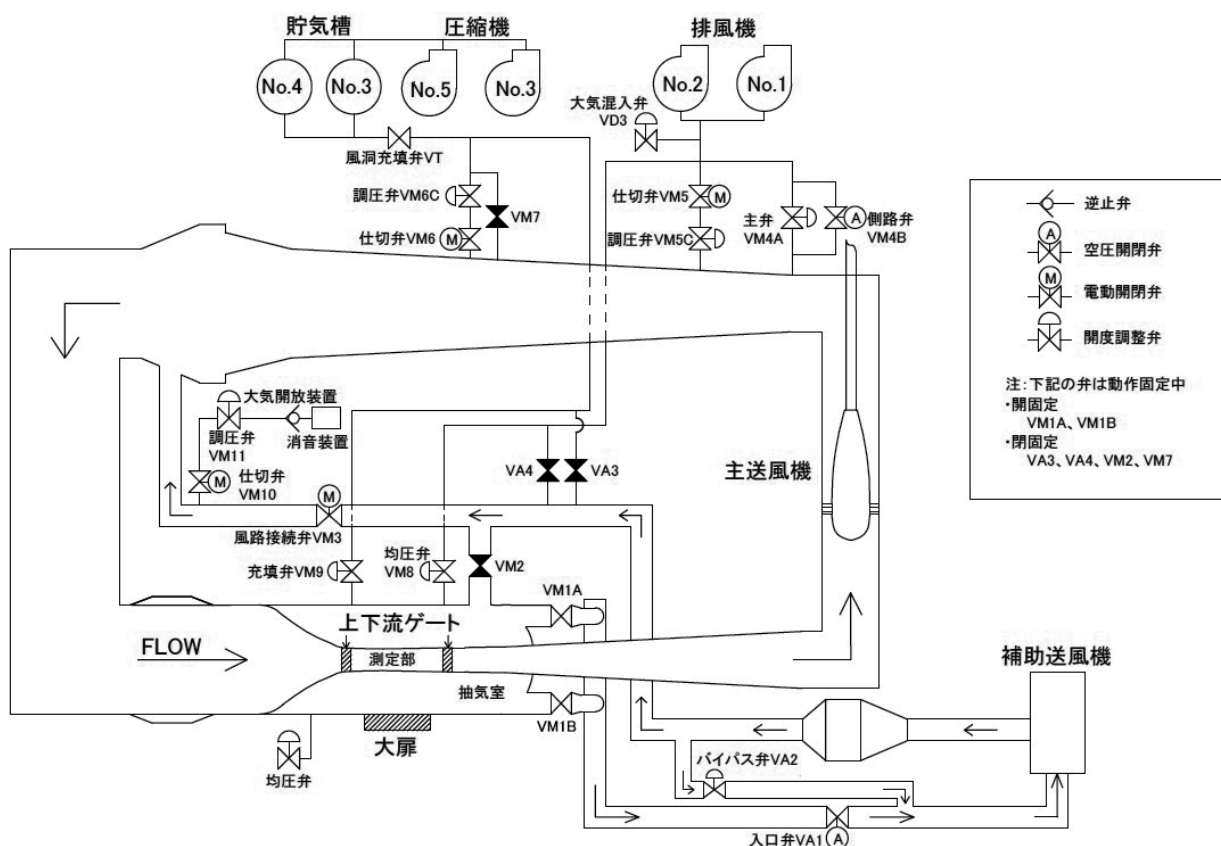 貯気槽
圧縮機
排風機
No.4
No.3
No.5
No.3
No.2
No.1
大気混入弁
VD3
風洞充填弁VT
調圧弁VM6C
VM7
仕切弁VM6
M
仕切弁VM5
M
調圧弁VM5C
主弁
VM4A
A
側路弁
VM4B
A
逆止弁
空圧開閉弁
M
電動開閉弁
開度調整弁
注：下記の弁は動作固定中
・開固定
VM1A、VM1B
・閉固定
VA3、VA4、VM2、VM7
大気開放装置
消音装置
調圧弁
VM11
仕切弁
VM10
M
M
風路接続弁VM3
VA4
VA3
主送風機
充填弁VM9
均圧弁
VM8
VM2
VM1A
上下流ゲート
FLOW
測定部
抽気室
VM1B
大扉
均圧弁
補助送風機
バイパス弁VA2
入口弁VA1
A